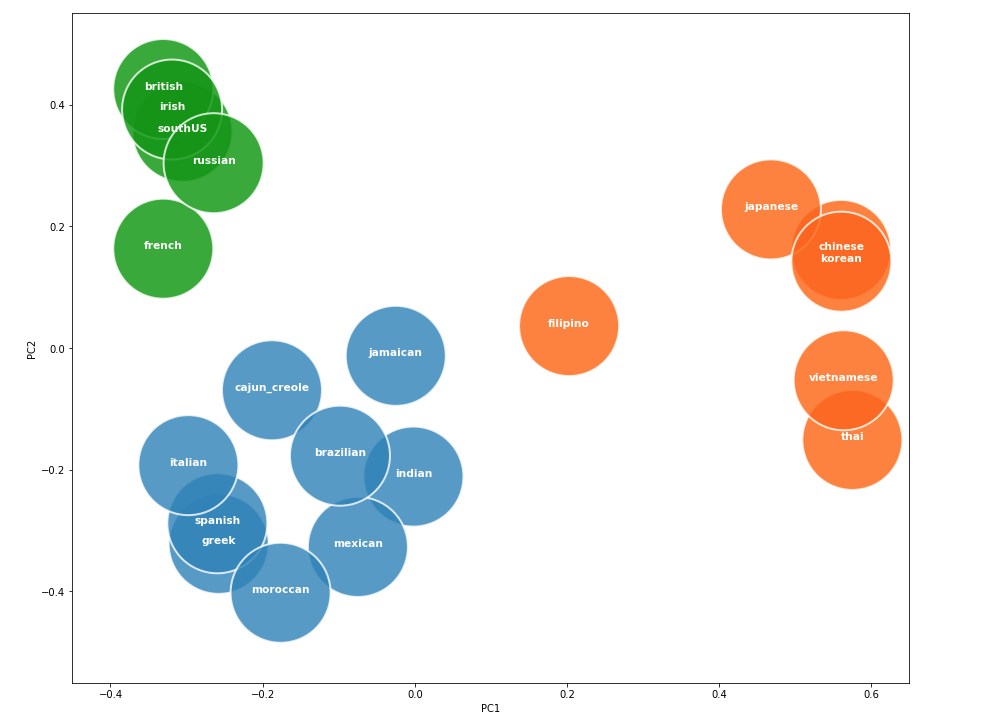 british
irish
southUS
russian
french
japanese
chinese
korean
filipino
jamaican
vietnamese
cajun_creole
thai
brazilian
italian
indian
spanish
greek
mexican
moroccan
0.4
0.2
0.0
−0.2
−0.4
PC2
−0.4
−0.2
0.0
0.2
0.4
0.6
PC1